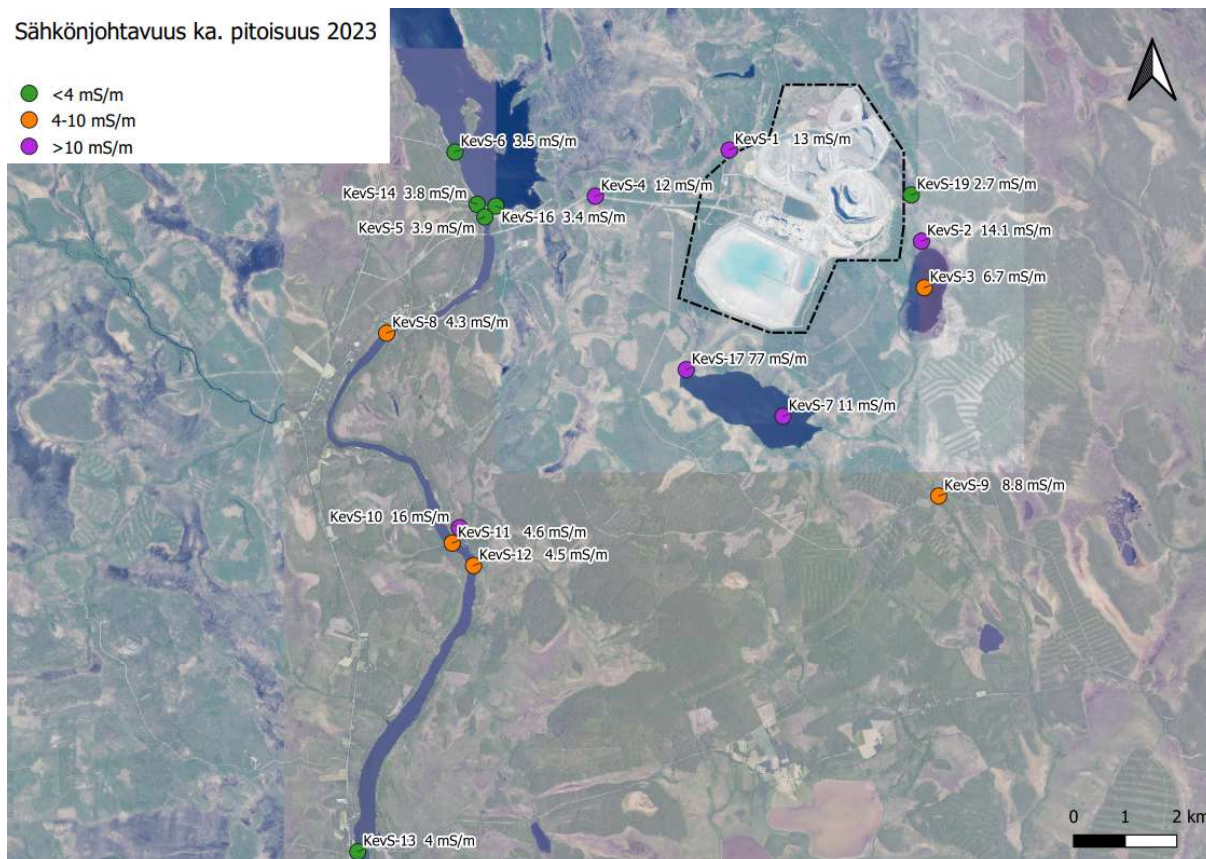 Sähkönjohtavuus ka. pitoisuus 2023
<4 mS/m
4-10 mS/m
>10 mS/m
KevS-6 3.5 mS/m
KevS-1 13 mS/m
KevS-14 3.8 mS/m
KevS-4 12 mS/m
KevS-19 2.7 mS/m
KevS-16 3.4 mS/m
KevS-5 3.9 mS/m
KevS-2 14.1 mS/m
KevS-3 6.7 mS/m
KevS-8 4.3 mS/m
KevS-17 77 mS/m
KevS-7 11 mS/m
KevS-9 8.8 mS/m
KevS-10 16 mS/m
KevS-11 4.6 mS/m
KevS-12 4.5 mS/m
0 1 2 km
KevS-13 4 mS/m